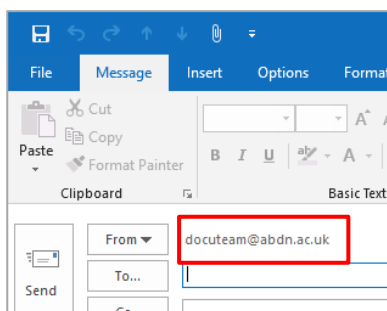 File Message Insert Options
Cut
Copy
Paste
Format Painter
B I U A A
Clipboard Basic Text
From docuteam@abdn.ac.uk
To...
Send